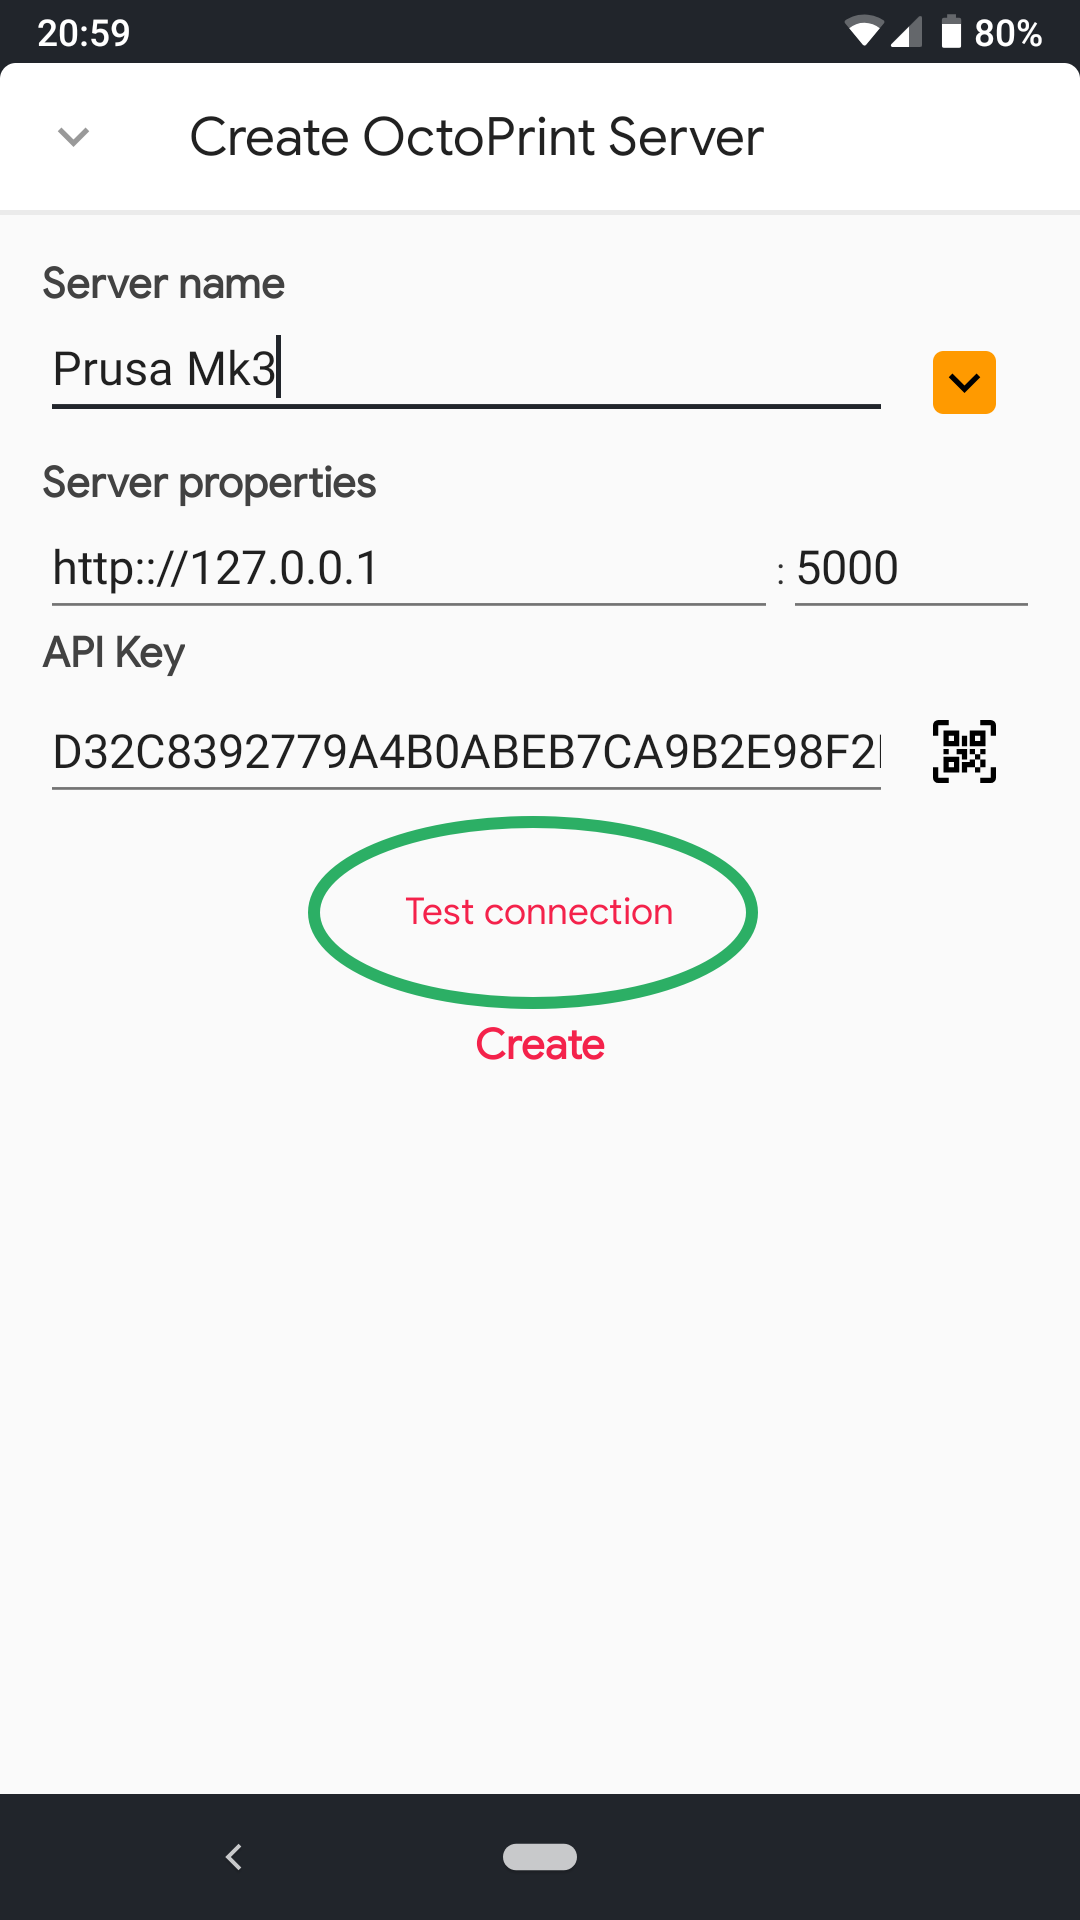 20:59 80%
Create OctoPrint Server
Server name
Prusa Mk3
Server properties
http:://127.0.0.1 : 5000
API Key
D32C8392779A4B0ABEB7CA9B2E98F2
Test connection
Create